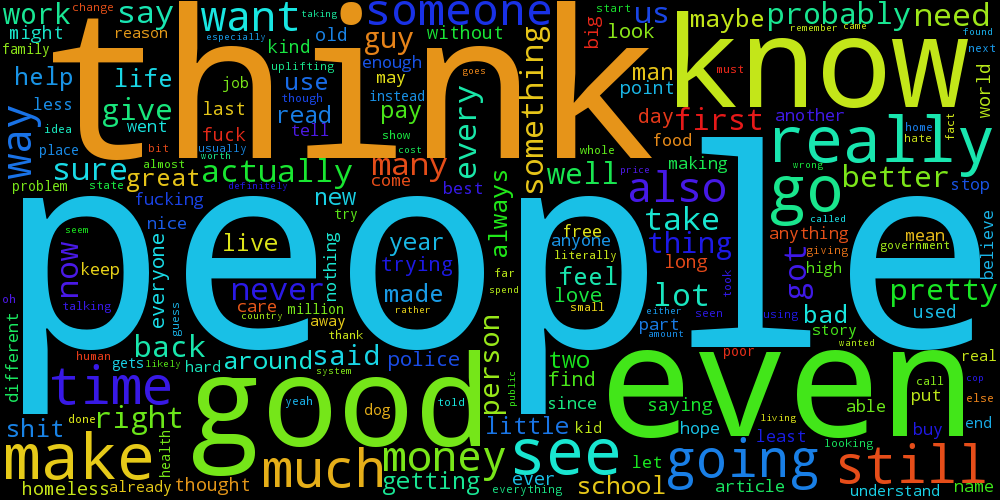 change
taking
work
say
want
someone
us
maybe
probably
need
start
remember
came
found
might
reason
especially
old
guy
without
big
look
next
family
kind
think
know
help
life
uplifting
enough
use
goes
something
man
must
world
less
job
may
instead
point
way
give
last
though
read
pay
every
day
first
another
home
hate
fact
idea
went
fuck
tell
show
food
really
place
bit
usually
cost
whole
wrong
sure
almost
actually
worth
many
making
great
come
well
price
better
stop
problem
state
definitely
best
also
go
fucking
new
try
always
take
called
nice
free
anything
mean
seem
year
anyone
thing
giving
government
believe
now
everyone
live
nothing
trying
literally
feel
long
got
high
keep
far
people
never
made
spend
love
lot
took
pretty
oh
talking
guess
care
million
rather
small
either
seen
using
used
country
away
part
bad
different
thank
amount
story
wanted
back
hard
around
said
police
person
two
poor
real
human
gets
likely
system
find
even
call
cop
time
good
public
since
saying
able
put
else
right
done
yeah
dog
told
little
kid
hope
living
buy
end
shit
health
least
looking
make
much
money
see
let
going
still
homeless
already
thought
getting
ever
everything
school
article
understand
name